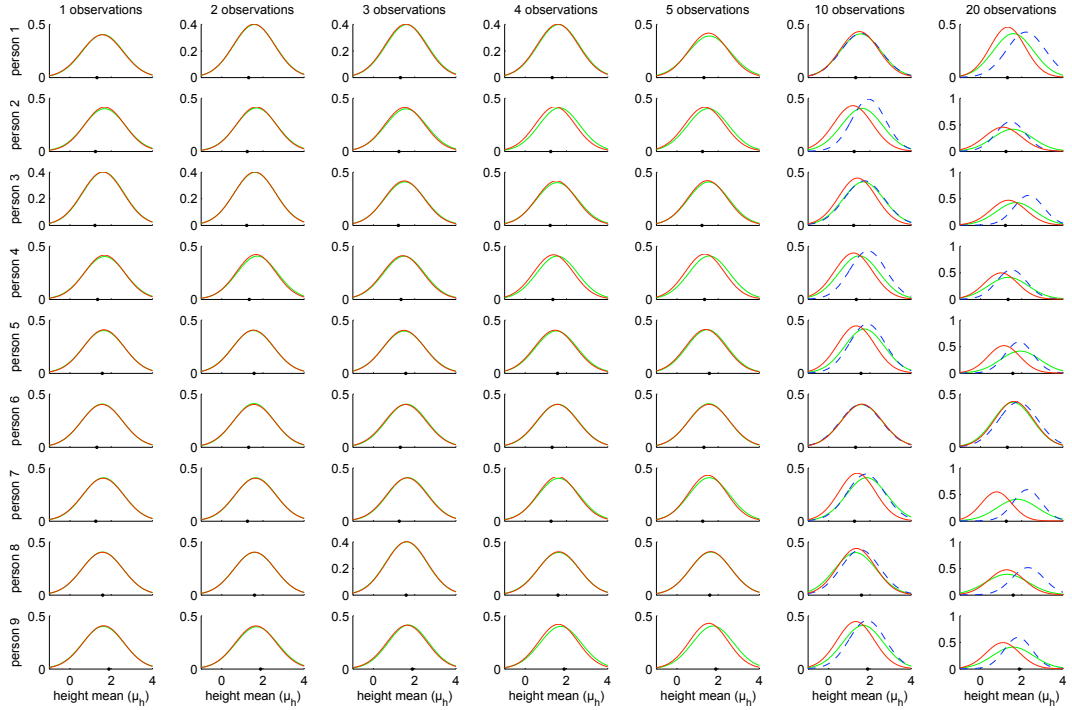 1 observations 2 observations 3 observations 4 observations 5 observations 10 observations 20 observations
person 1
0.5 0.4 0.4 0.4 0.5 0.5 0.5
0.2 0.2 0.2
0 0 0 0 0 0 0
person 2
0.5 0.5 0.5 0.5 0.5 0.5 1
0.5
0 0 0 0 0 0 0
person 3
0.4 0.4 0.5 0.5 0.5 0.5 1
0.2 0.2 0.5
0 0 0 0 0 0 0
person 4
0.5 0.5 0.5 0.5 0.5 0.5 1
0.5
0 0 0 0 0 0 0
person 5
0.5 0.5 0.5 0.5 0.5 0.5 1
0.5
0 0 0 0 0 0 0
person 6
0.5 0.5 0.5 0.5 0.5 0.5 0.5
0 0 0 0 0 0 0
person 7
0.5 0.5 0.5 0.5 0.5 0.5 1
0.5
0 0 0 0 0 0 0
person 8
0.5 0.5 0.4 0.5 0.5 0.5 1
0.2 0.5
0 0 0 0 0 0 0
person 9
0.5 0.5 0.5 0.5 0.5 0.5 1
0.5
0 0 0 0 0 0 0
0 2 4 0 2 4 0 2 4 0 2 4 0 2 4 0 2 4 0 2 4
height mean (μh) height mean (μh) height mean (μh) height mean (μh) height mean (μh) height mean (μh) height mean (μh)